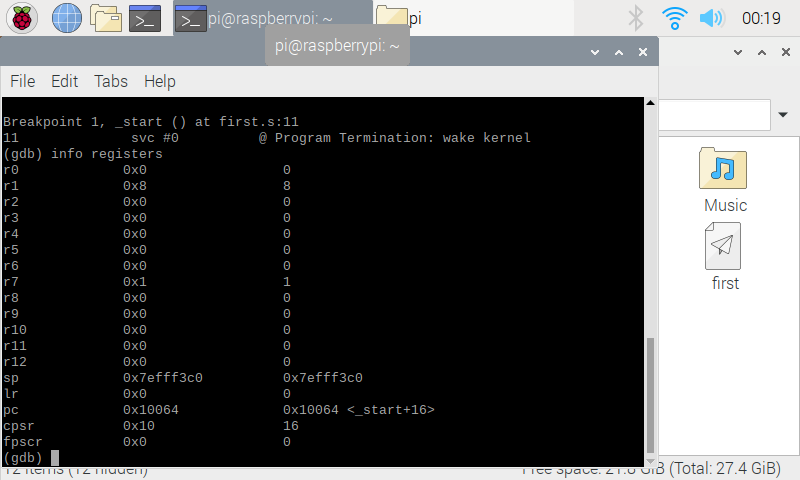 pi@raspberrypi: ~
pi
00:19
pi@raspberrypi: ~
File Edit Tabs Help
Breakpoint 1, _start () at first.s:11
11 svc #0 @ Program Termination: wake kernel
(gdb) info registers
r0 0x0 0
r1 0x8 8
r2 0x0 0
r3 0x0 0
r4 0x0 0
r5 0x0 0
r6 0x0 0
r7 0x1 1
r8 0x0 0
r9 0x0 0
r10 0x0 0
r11 0x0 0
r12 0x0 0
sp 0x7efff3c0 0x7efff3c0
lr 0x0 0
pc 0x10064 0x10064 <_start+16>
cpsr 0x10 16
fpscr 0x0 0
(gdb)
Music
first
12 items (12 hidden)
Free space: 21.8 GiB (Total: 27.4 GiB)